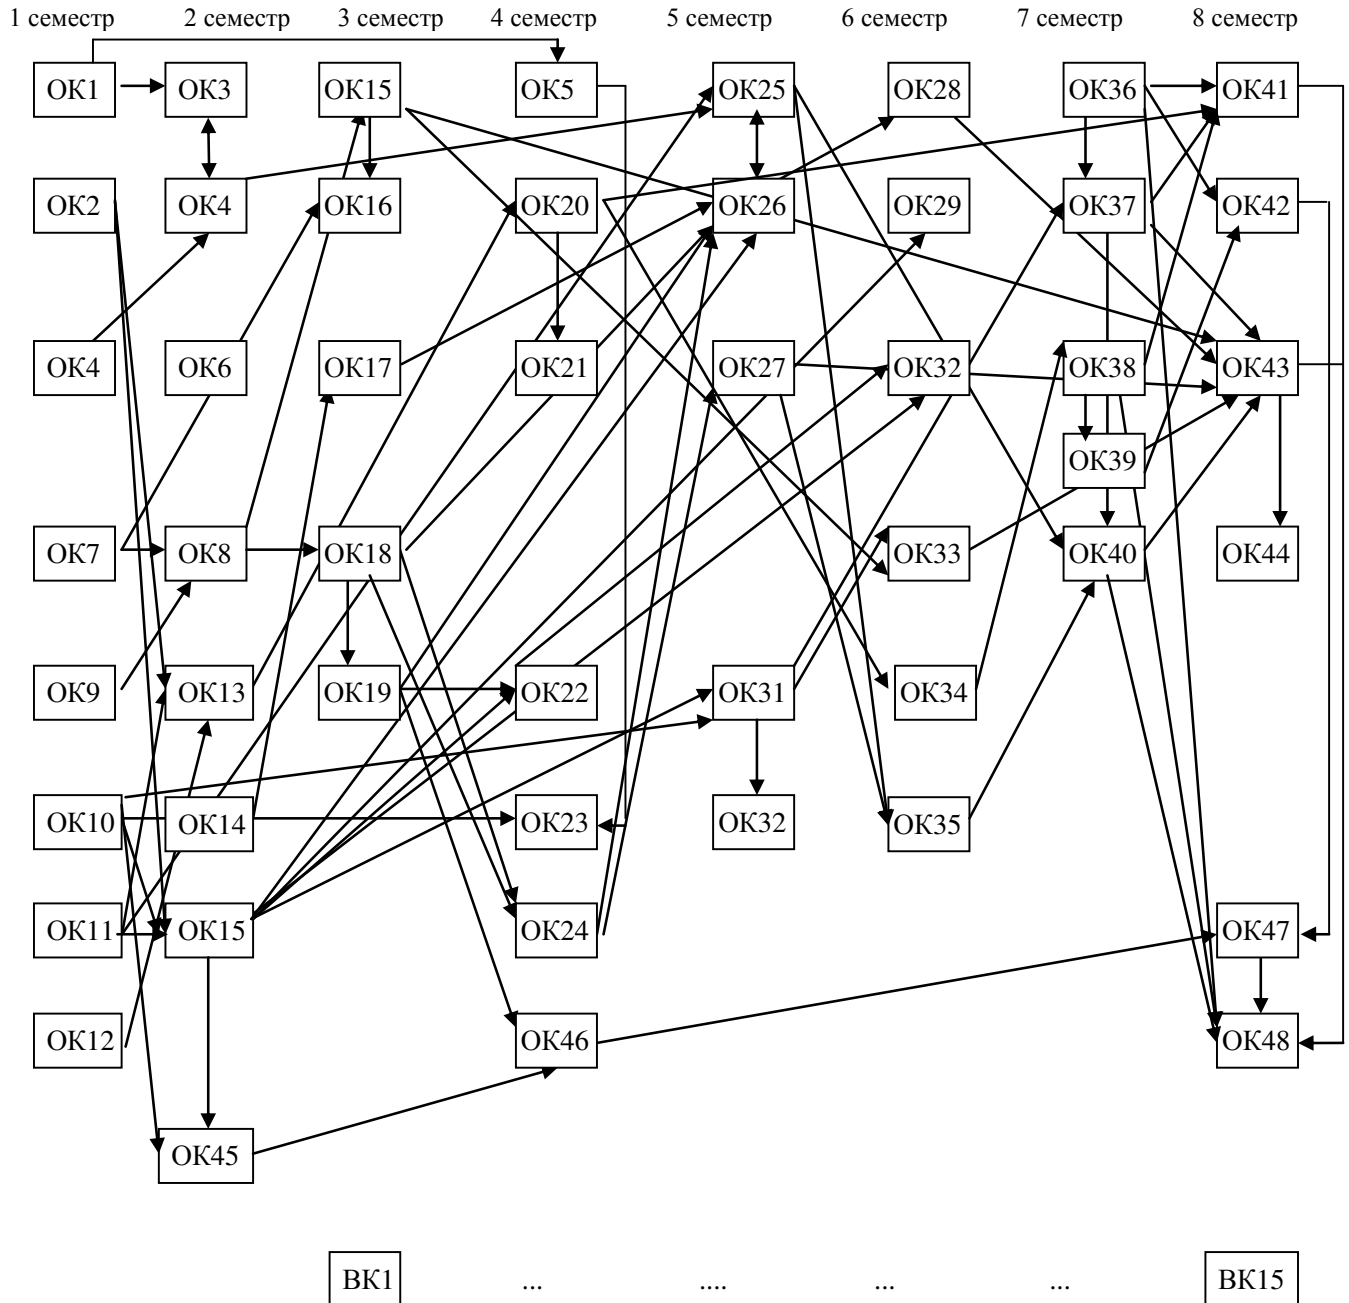 1 семестр 2 семестр 3 семестр 4 семестр 5 семестр 6 семестр 7 семестр 8 семестр
ОК1 ОК3 ОК15 ОК5 ОК25 ОК28 ОК36 ОК41
ОК2 ОК4 ОК16 ОК20 ОК26 ОК29 ОК37 ОК42
ОК4 ОК6 ОК17 ОК21 ОК27 ОК32 ОК38 ОК43
ОК39
ОК7 ОК8 ОК18 ОК33 ОК40 ОК44
ОК9 ОК13 ОК19 ОК22 ОК31 ОК34
ОК10 ОК14 ОК23 ОК32 ОК35
ОК11 ОК15 ОК24 ОК47
ОК12 ОК46 ОК48
ОК45
ВК1 ... .... ... ... ВК15